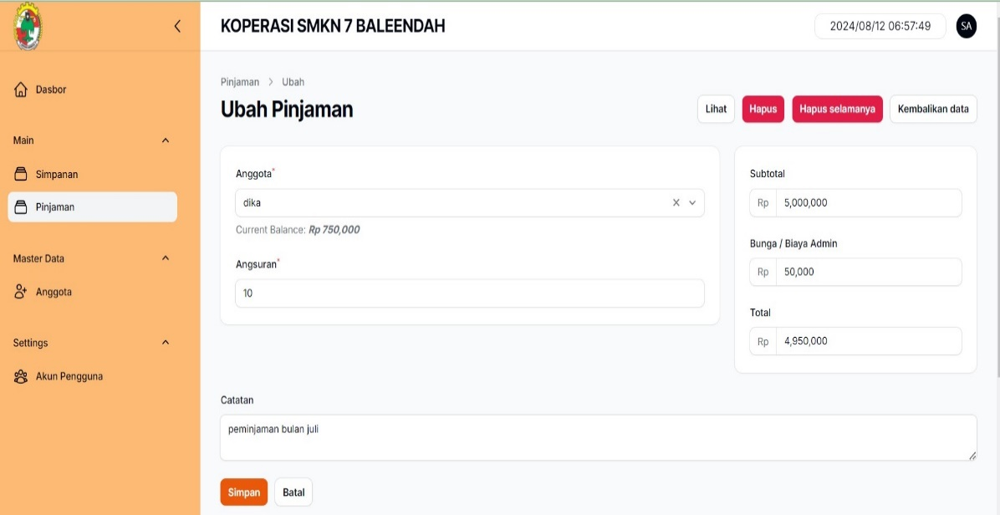 KOPERASI SMKN 7 BALEENDAH
2024/08/12 06:57:49
SA
Dasbor
Main
Simpanan
Pinjaman
Master Data
Anggota
Settings
Akun Pengguna
Pinjaman > Ubah
Ubah Pinjaman
Lihat
Hapus
Hapus selamanya
Kembalikan data
Anggota*
dika
Current Balance: Rp 750,000
Angsuran*
10
Subtotal
Rp 5,000,000
Bunga / Biaya Admin
Rp 50,000
Total
Rp 4,950,000
Catatan
peminjaman bulan juli
Simpan
Batal